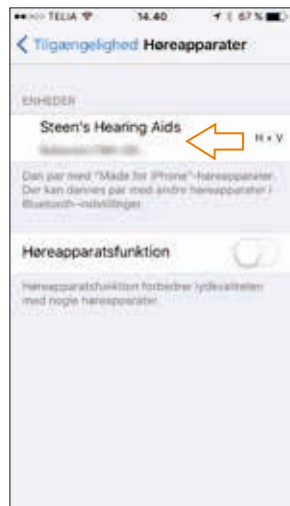 TELIA 14.40 67 %
Tilgængelighed Høreapparater
ENHEDER
Steen's Hearing Aids
H + V
Dan par med "Made for iPhone"-høreapparater.
Der kan dannes par med andre høreapparater i
Bluetooth-indstillinger.
Høreapparatsfunktion
Høreapparatsfunktion forbedrer lydkvaliteten
med nogle høreapparater.